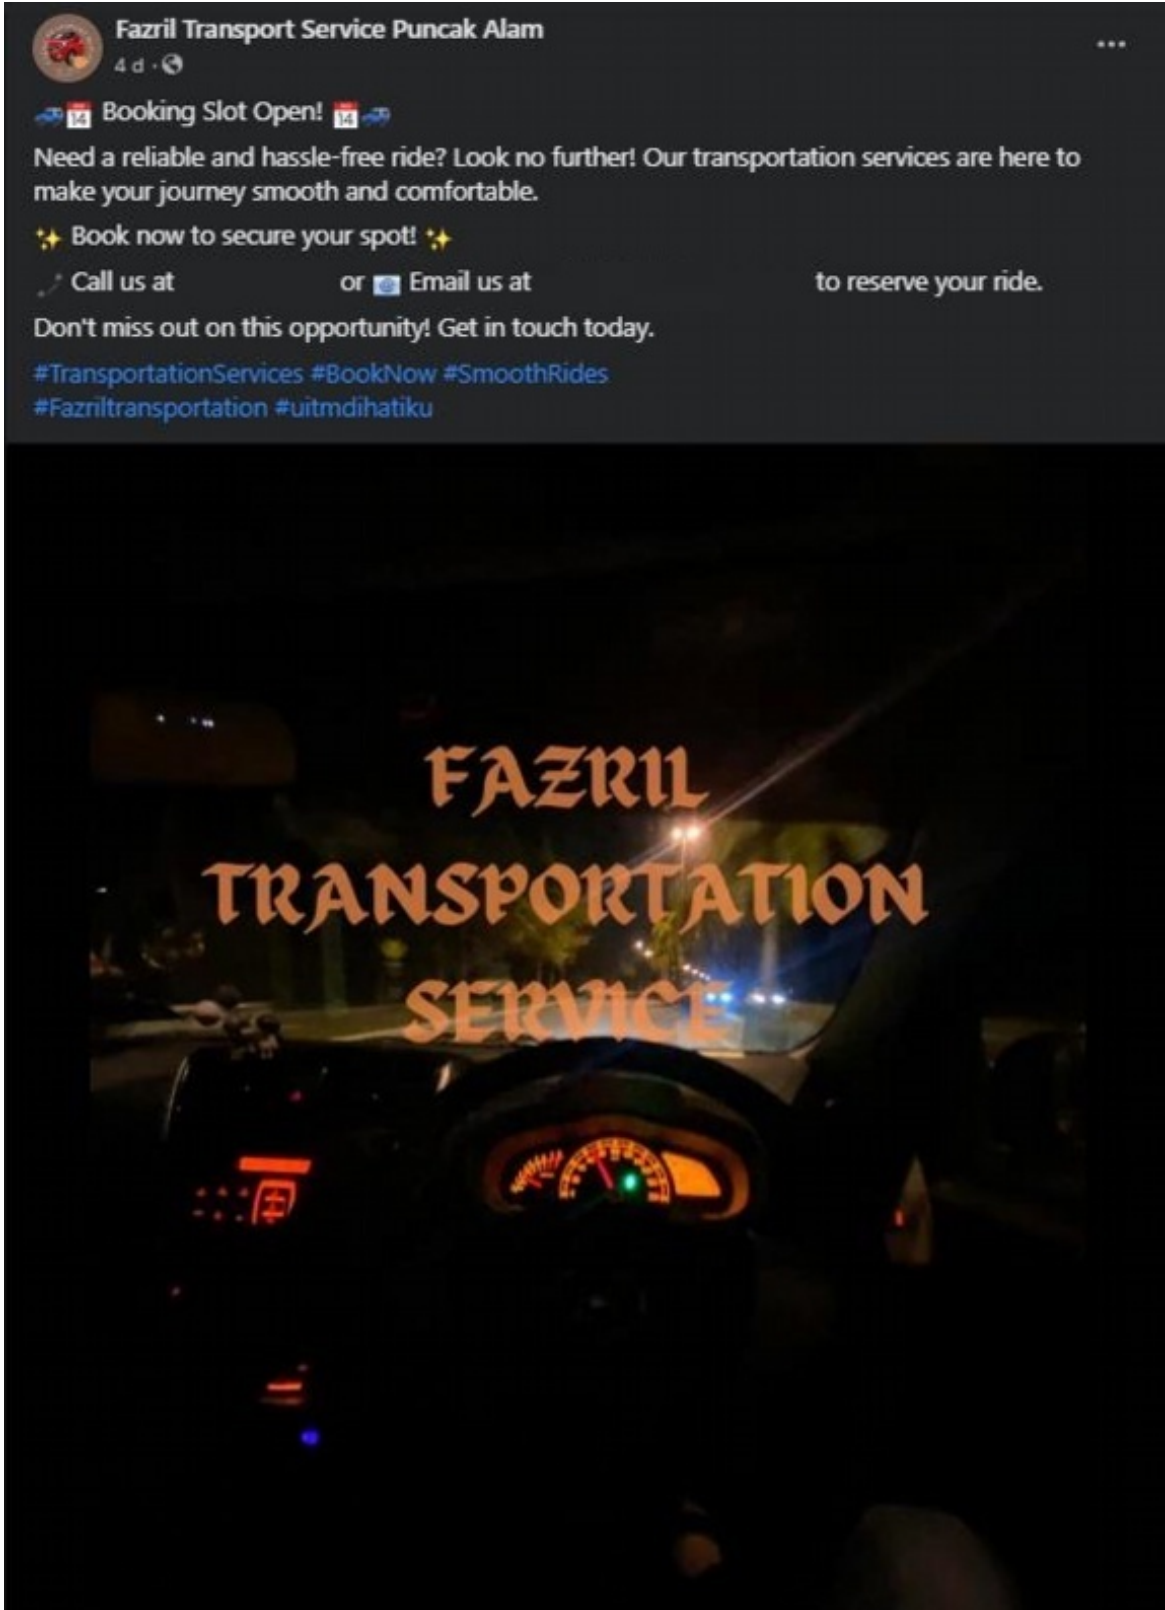 Fazril Transport Service Puncak Alam
4 d ·
🚙📅 Booking Slot Open! 📅🚙
Need a reliable and hassle-free ride? Look no further! Our transportation services are here to
make your journey smooth and comfortable.
✨ Book now to secure your spot! ✨
📞 Call us at or 📧 Email us at to reserve your ride.
Don't miss out on this opportunity! Get in touch today.
#TransportationServices #BookNow #SmoothRides
#Fazriltransportation #uitmdihatiku
FAZRIL
TRANSPORTATION
SERVICE